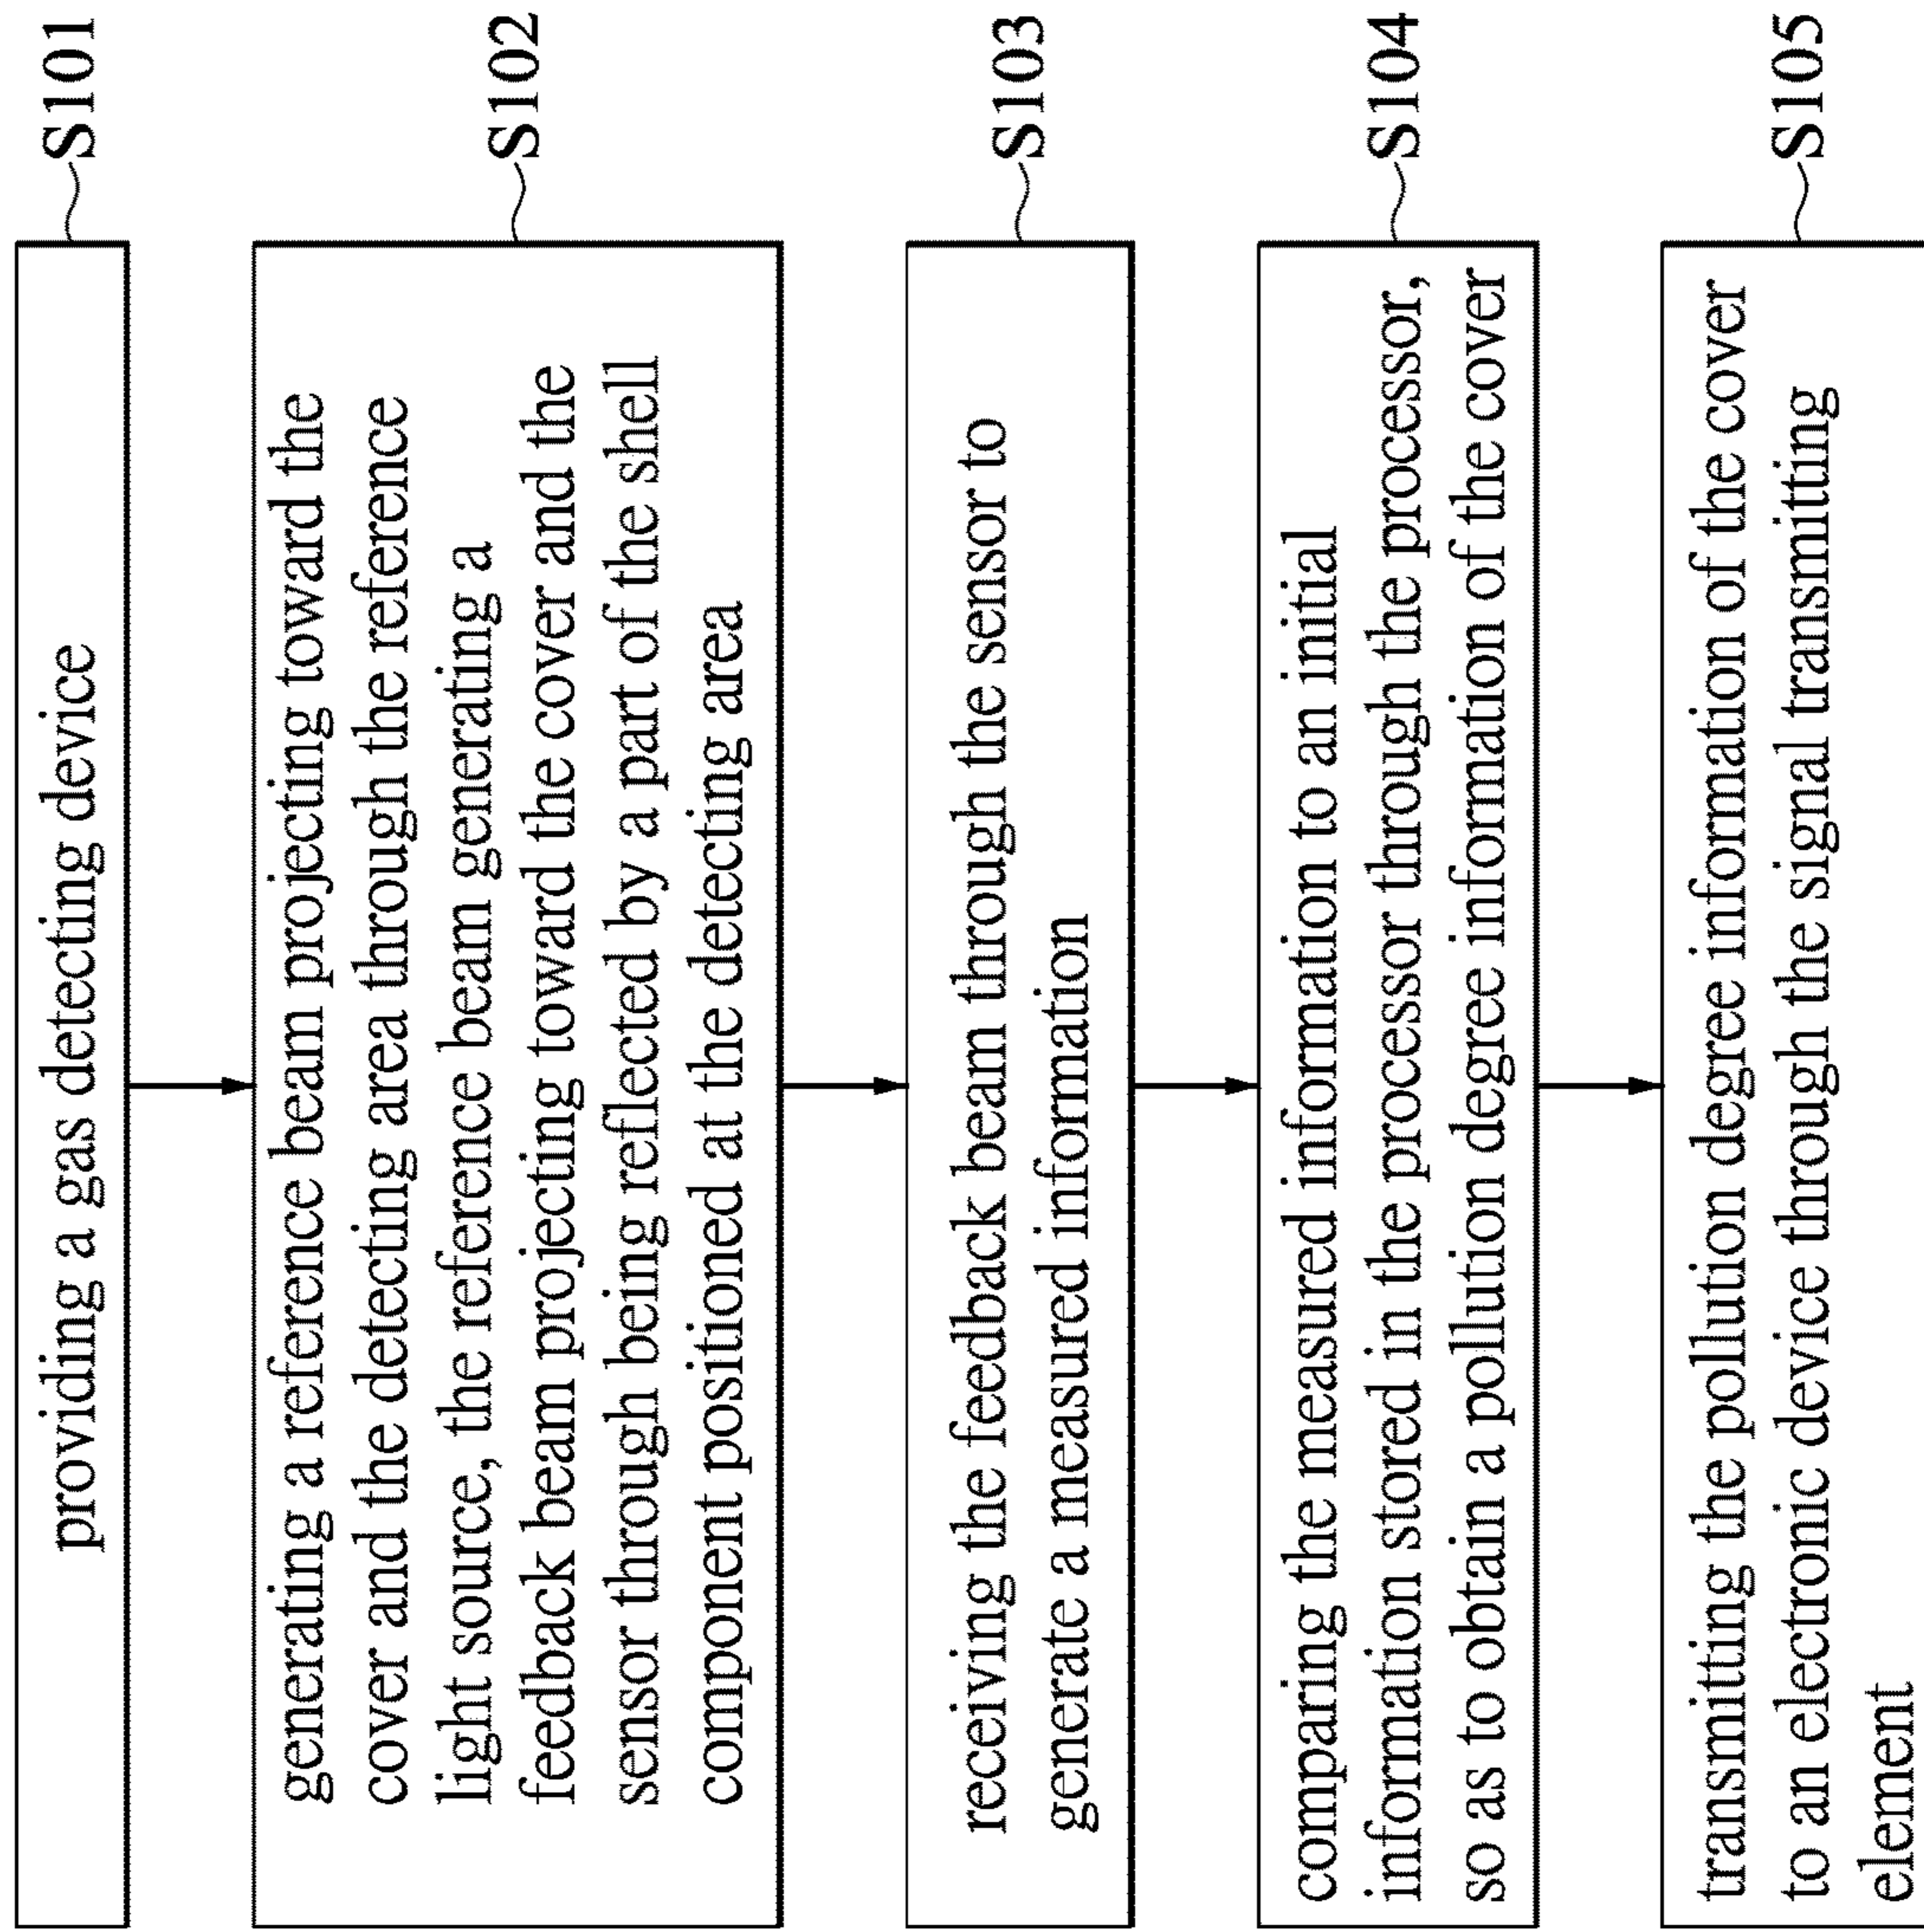 providing a gas detecting device
S101
generating a reference beam projecting toward the
cover and the detecting area through the reference
light source, the reference beam generating a
feedback beam projecting toward the cover and the
sensor through being reflected by a part of the shell
component positioned at the detecting area
S102
receiving the feedback beam through the sensor to
generate a measured information
S103
comparing the measured information to an initial
information stored in the processor through the processor,
so as to obtain a pollution degree information of the cover
S104
transmitting the pollution degree information of the cover
to an electronic device through the signal transmitting
element
S105